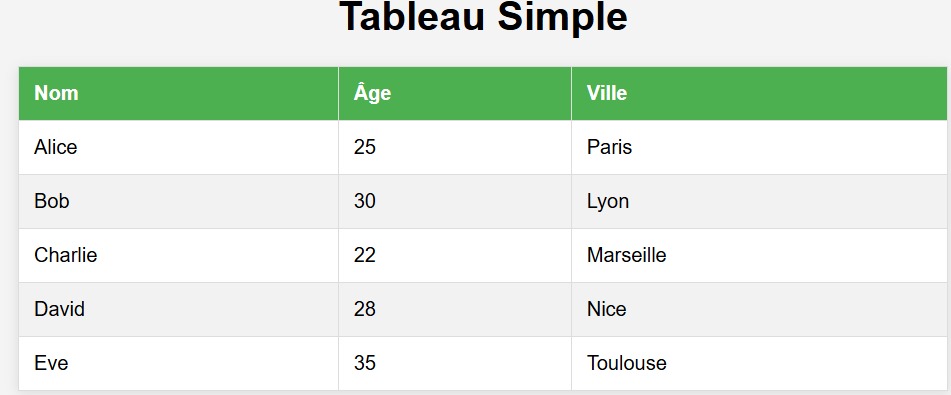 Tableau Simple
Nom Âge Ville
Alice 25 Paris
Bob 30 Lyon
Charlie 22 Marseille
David 28 Nice
Eve 35 Toulouse